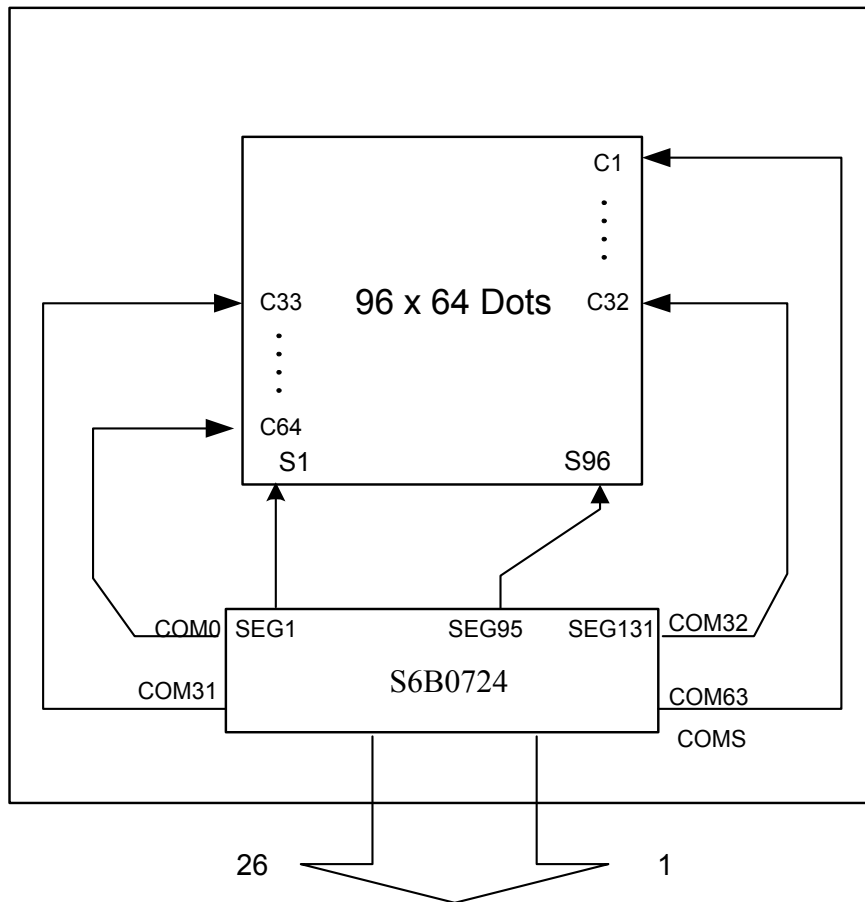 C1
C33 96 x 64 Dots C32
C64
S1 S96
COM0 SEG1 SEG95 SEG131 COM32
S6B0724
COM31 COM63
COMS
26 1